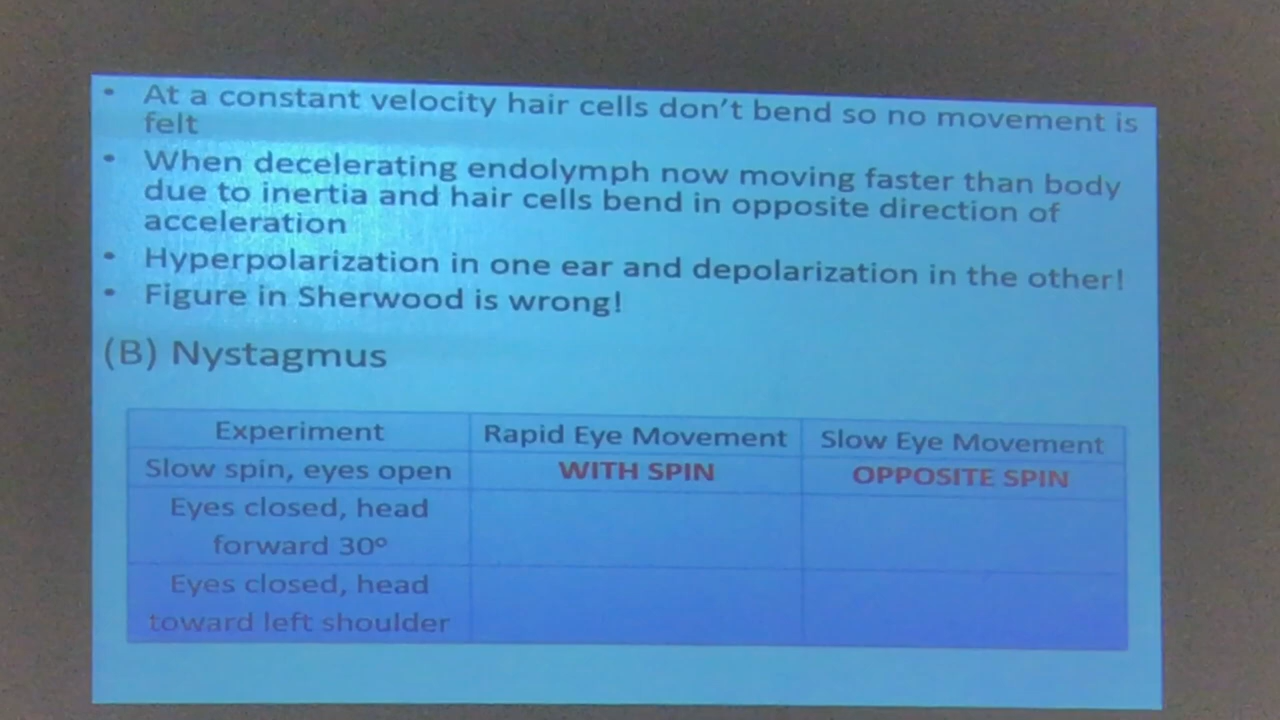 • At a constant velocity hair cells don't bend so no movement is
felt
• When decelerating endolymph now moving faster than body
due to inertia and hair cells bend in opposite direction of
acceleration
• Hyperpolarization in one ear and depolarization in the other!
• Figure in Sherwood is wrong!
(B) Nystagmus
Experiment Rapid Eye Movement Slow Eye Movement
Slow spin, eyes open WITH SPIN OPPOSITE SPIN
Eyes closed, head
forward 30°
Eyes closed, head
toward left shoulder